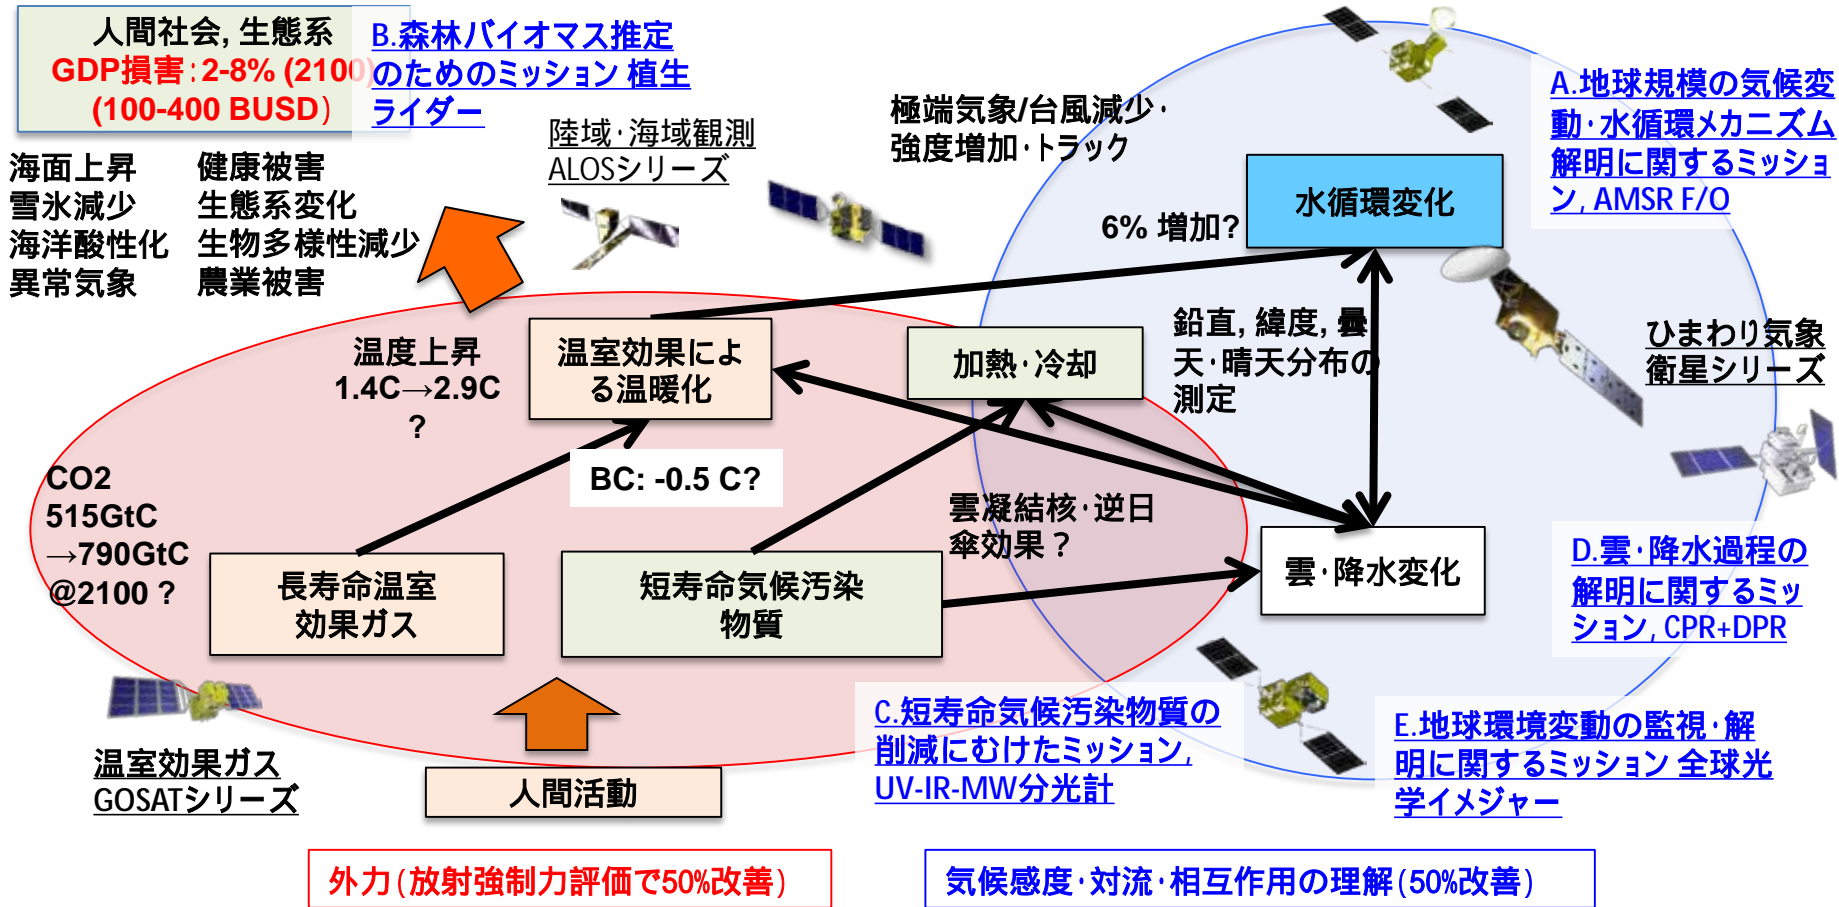 人間社会, 生態系
GDP損害：2-8% (2100)
(100-400 BUSD)
B.森林バイオマス推定
のためのミッション 植生
ライダー
海面上昇
雪氷減少
海洋酸性化
異常気象
健康被害
生態系変化
生物多様性減少
農業被害
陸域・海域観測
ALOSシリーズ
極端気象/台風減少・
強度増加・トラック
A.地球規模の気候変
動・水循環メカニズム
解明に関するミッショ
ン, AMSR F/O
水循環変化
6% 増加?
鉛直, 緯度, 曇
天・晴天分布の
測定
ひまわり気象
衛星シリーズ
温度上昇
1.4C→2.9C
?
温室効果によ
る温暖化
加熱・冷却
BC: -0.5 C?
CO2
515GtC
→790GtC
@2100 ?
雲凝結核・逆日
傘効果？
長寿命温室
効果ガス
短寿命気候汚染
物質
雲・降水変化
D.雲・降水過程の
解明に関するミッ
ション, CPR+DPR
温室効果ガス
GOSATシリーズ
人間活動
C.短寿命気候汚染物質の
削減にむけたミッション,
UV-IR-MW分光計
E.地球環境変動の監視・解
明に関するミッション 全球光
学イメジャー
外力(放射強制力評価で50%改善)
気候感度・対流・相互作用の理解(50%改善)